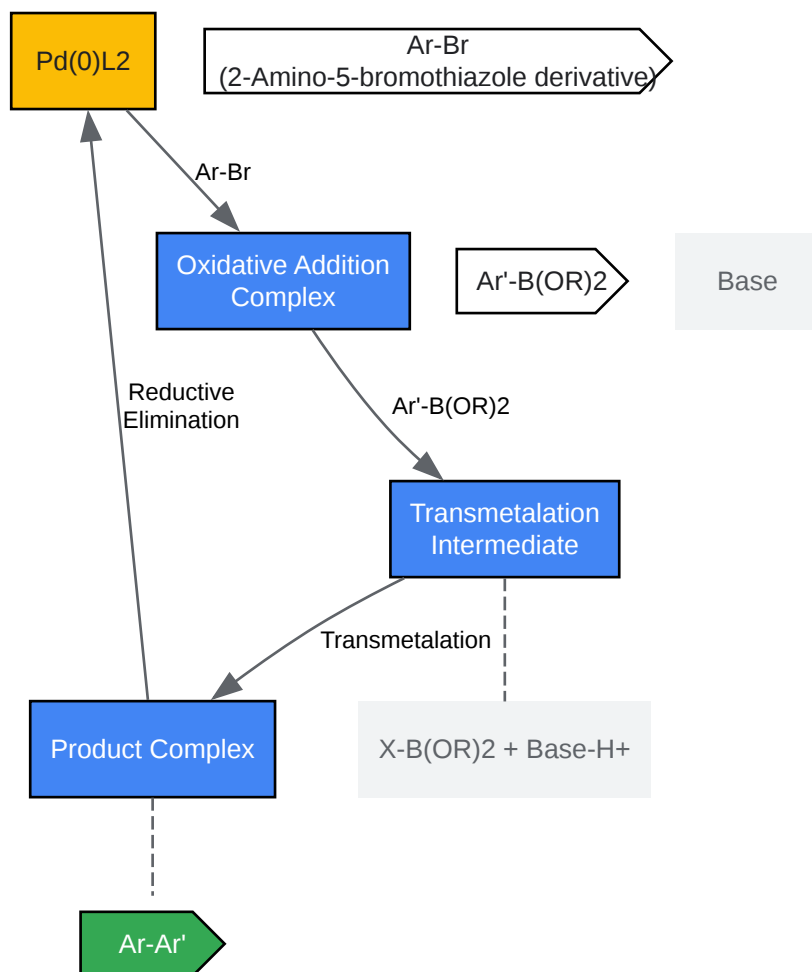 Pd(0)L2
Ar-Br
(2-Amino-5-bromothiazole derivative)
Ar-Br
Oxidative Addition
Complex
Ar'-B(OR)2
Base
Reductive
Elimination
Ar'-B(OR)2
Transmetalation
Intermediate
Transmetalation
Product Complex
X-B(OR)2 + Base-H+
Ar-Ar'